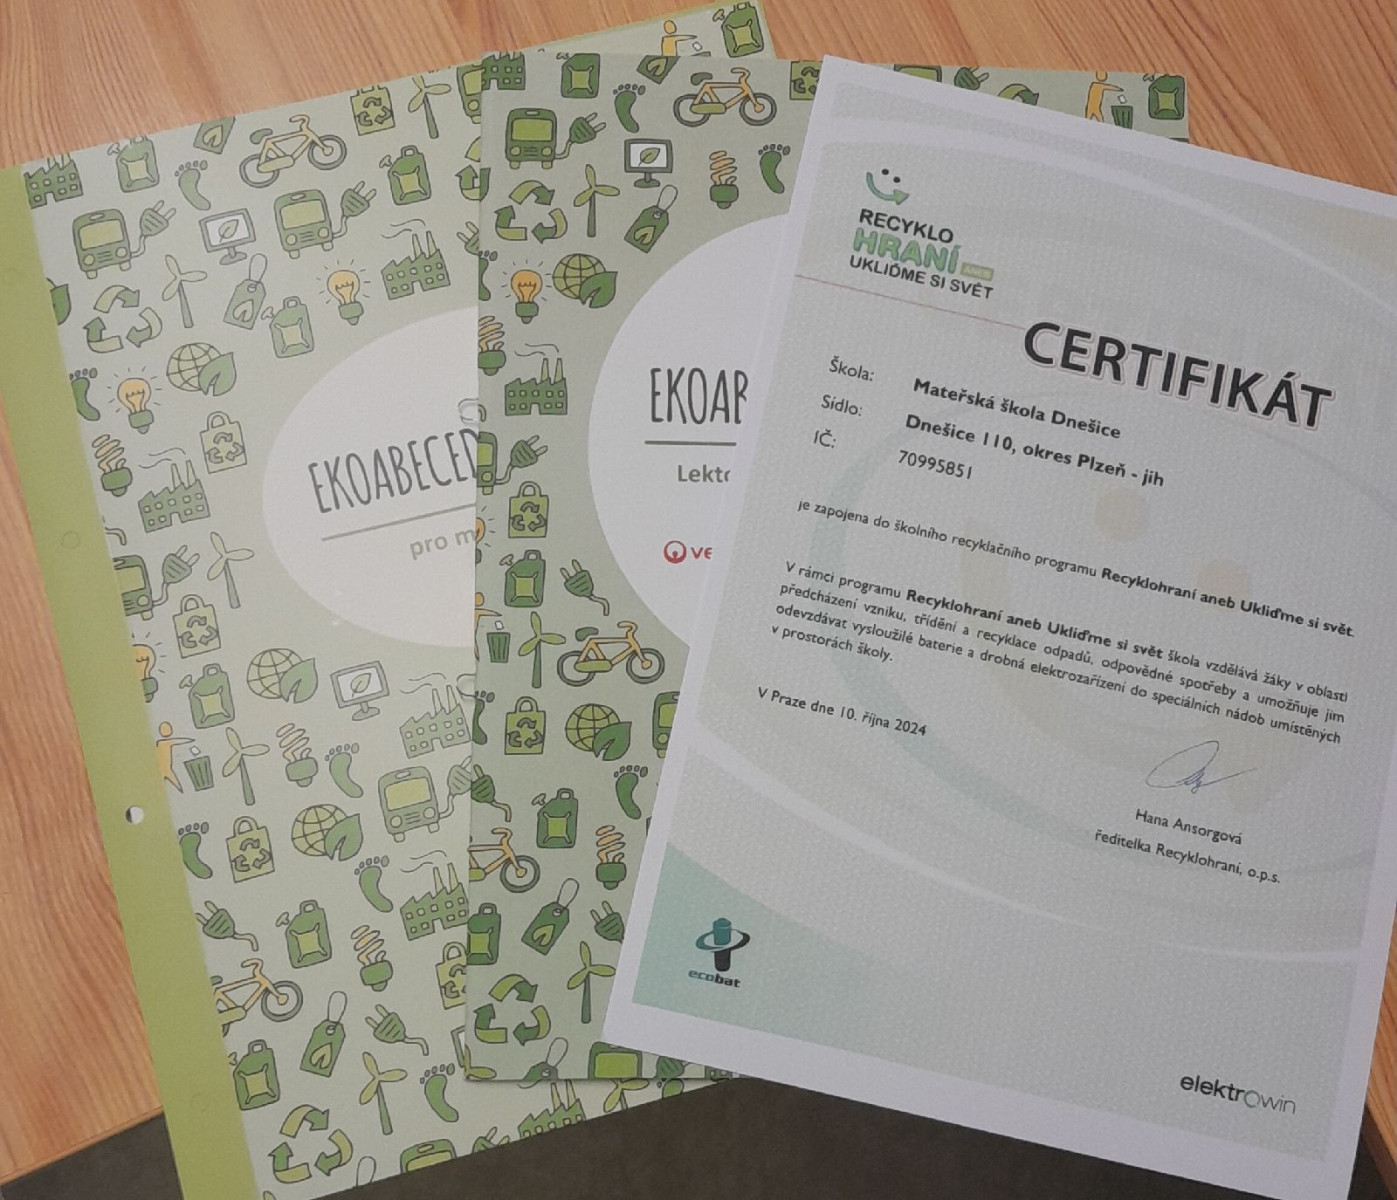 EKOABECED
pro m
EKOAB
Lekto
VE
RECYKLO
HRANÍ ANEB
UKLIĎME SI SVĚT
CERTIFIKÁT
Škola: Mateřská škola Dnešice
Sídlo: Dnešice 110, okres Plzeň - jih
IČ: 70995851
je zapojena do školního recyklačního programu Recyklohraní aneb Ukliďme si svět.
V rámci programu Recyklohraní aneb Ukliďme si svět škola vzdělává žáky v oblasti
předcházení vzniku, třídění a recyklace odpadů, odpovědné spotřeby a umožňuje jim
odevzdávat vysloužilé baterie a drobná elektrozařízení do speciálních nádob umístěných
v prostorách školy.
V Praze dne 10. října 2024
Hana Ansorgová
ředitelka Recyklohraní, o.p.s.
ecobat
elektrowin